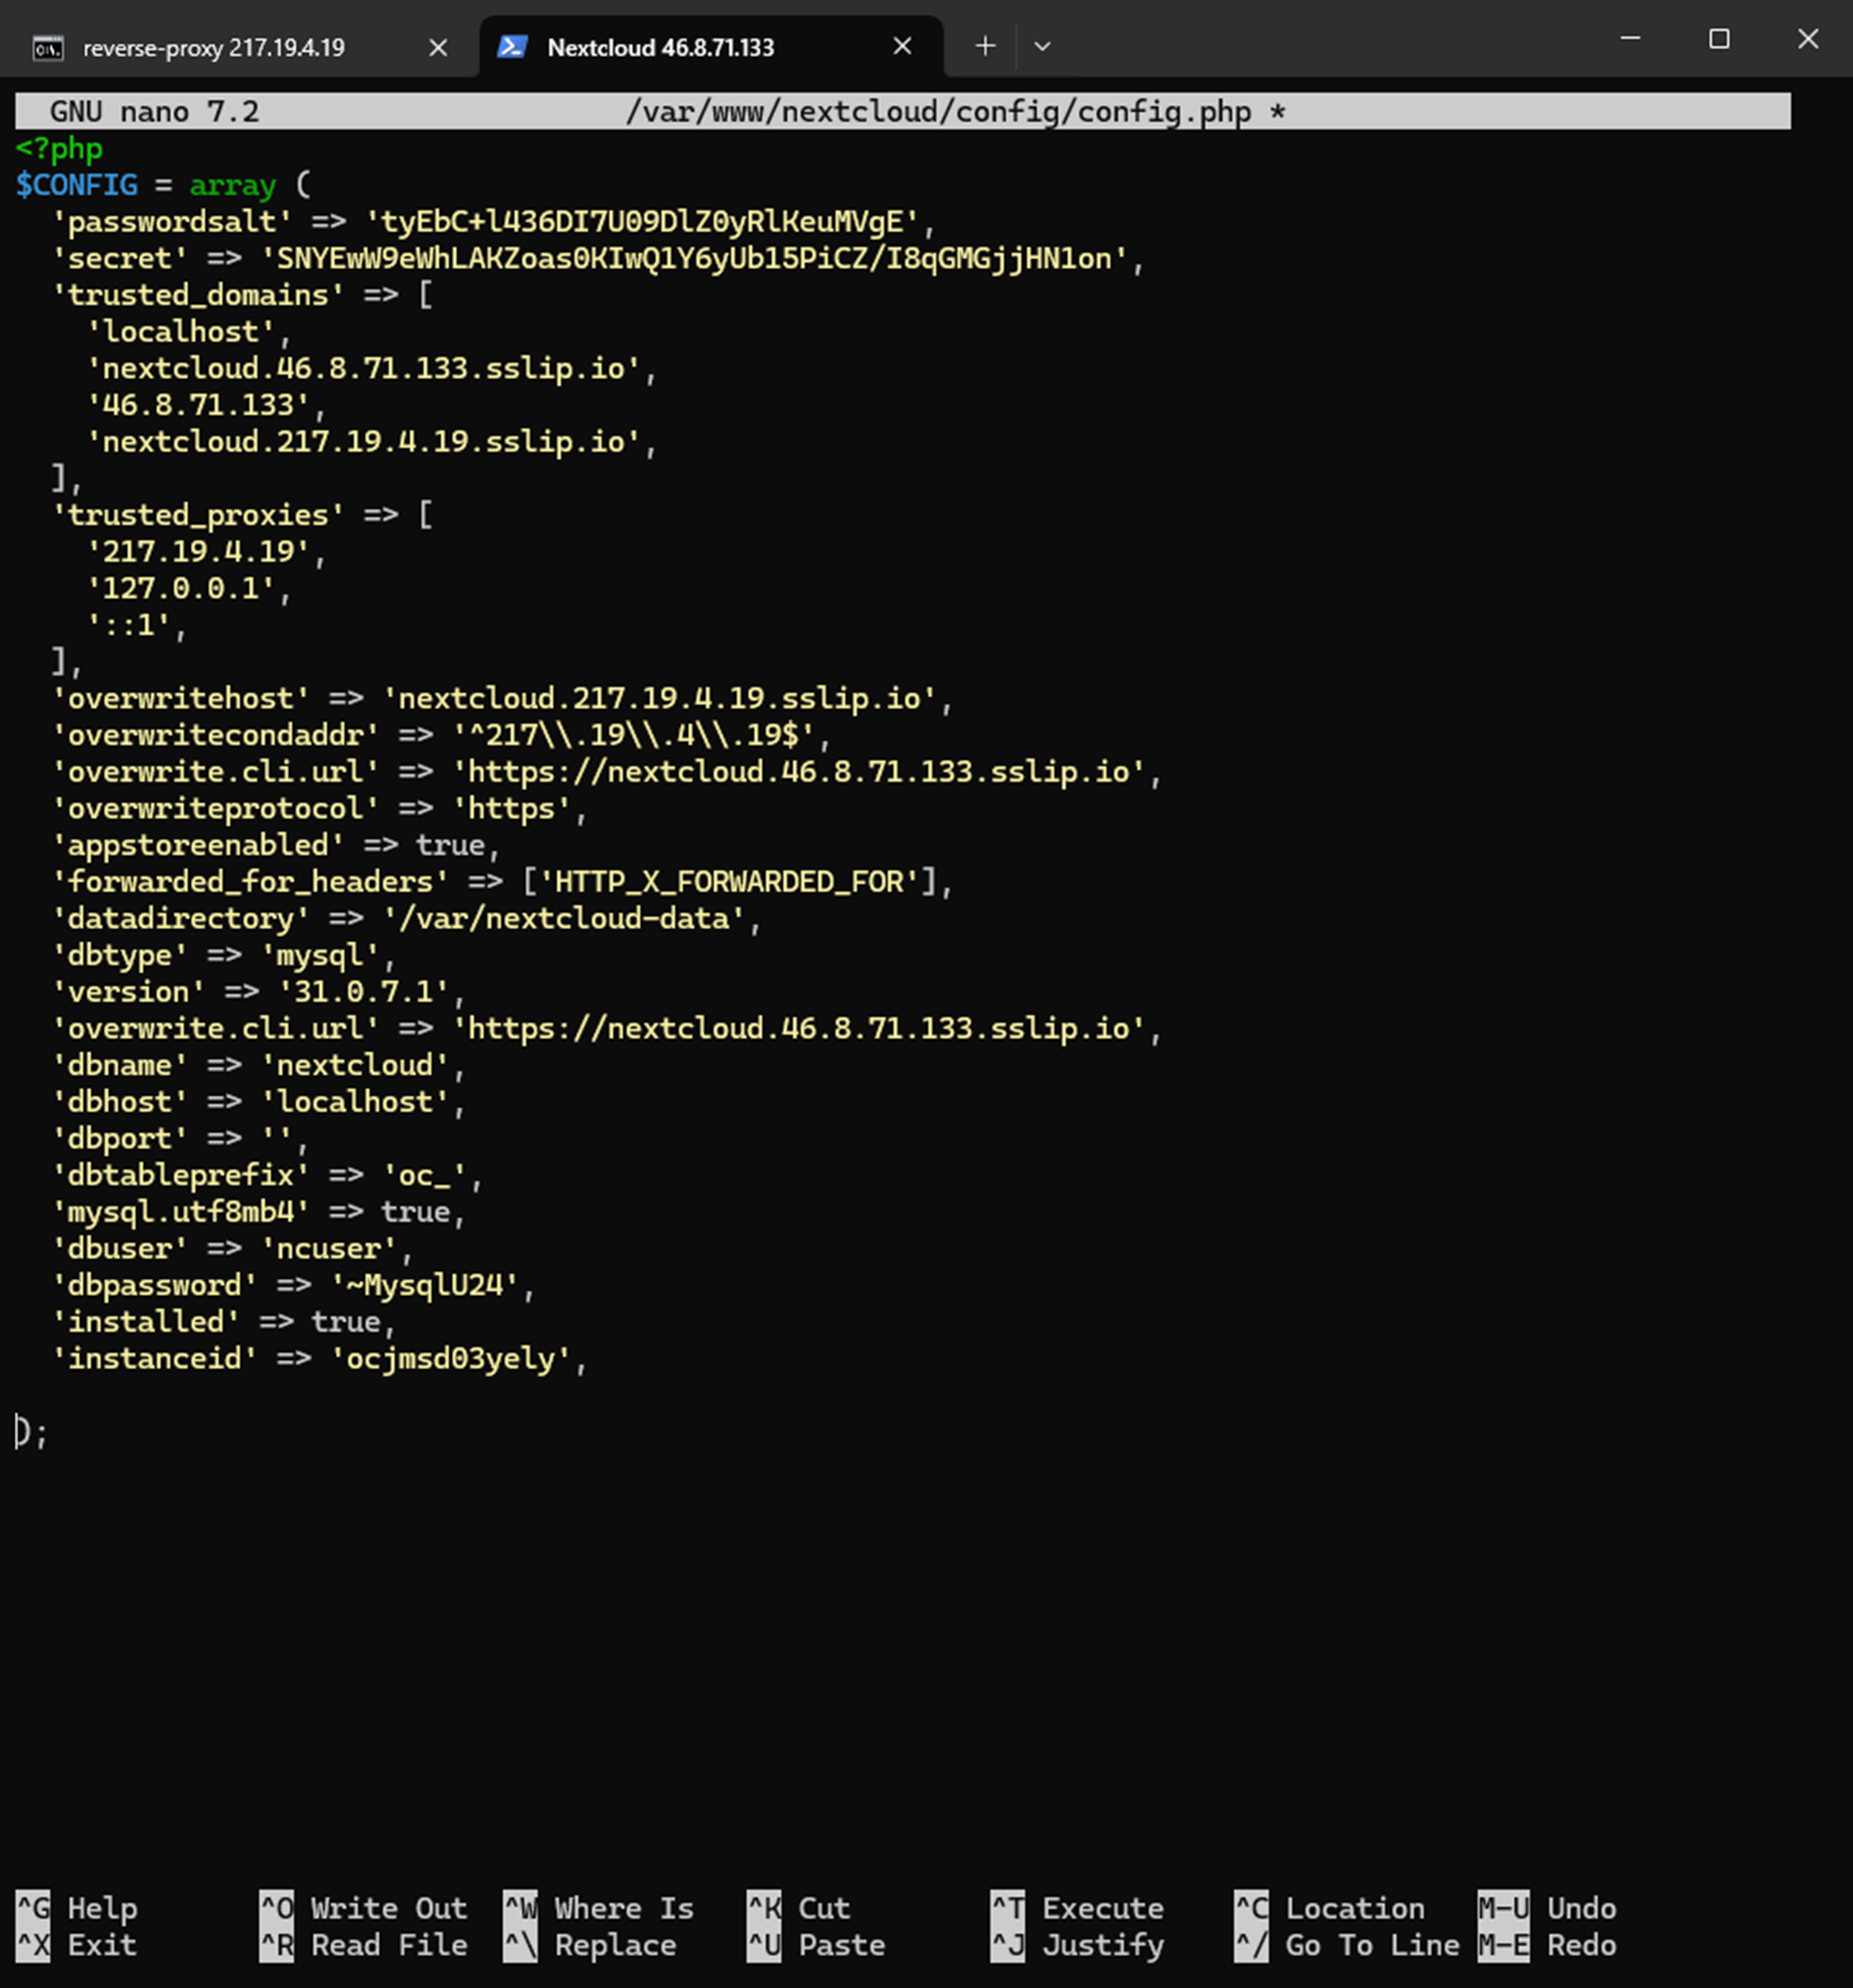 reverse-proxy 217.19.4.19
Nextcloud 46.8.71.133
GNU nano 7.2 /var/www/nextcloud/config/config.php *
<?php
$CONFIG = array (
'passwordsalt' => 'tyEbC+l436DI7U09DlZ0yRlKeuMVgE',
'secret' => 'SNYEwW9eWhLAKZoas0KIwQ1Y6yUb15PiCZ/I8qGMGjjHN1on',
'trusted_domains' => [
'localhost',
'nextcloud.46.8.71.133.sslip.io',
'46.8.71.133',
'nextcloud.217.19.4.19.sslip.io',
],
'trusted_proxies' => [
'217.19.4.19',
'127.0.0.1',
'::1',
],
'overwritehost' => 'nextcloud.217.19.4.19.sslip.io',
'overwritecondaddr' => '^217\\.19\\.4\\.19$',
'overwrite.cli.url' => 'https://nextcloud.46.8.71.133.sslip.io',
'overwriteprotocol' => 'https',
'appstoreenabled' => true,
'forwarded_for_headers' => ['HTTP_X_FORWARDED_FOR'],
'datadirectory' => '/var/nextcloud-data',
'dbtype' => 'mysql',
'version' => '31.0.7.1',
'overwrite.cli.url' => 'https://nextcloud.46.8.71.133.sslip.io',
'dbname' => 'nextcloud',
'dbhost' => 'localhost',
'dbport' => '',
'dbtableprefix' => 'oc_',
'mysql.utf8mb4' => true,
'dbuser' => 'ncuser',
'dbpassword' => '~MysqlU24',
'installed' => true,
'instanceid' => 'ocjmsd03yely',
);
^G Help ^O Write Out ^W Where Is ^K Cut ^T Execute ^C Location M-U Undo
^X Exit ^R Read File ^\ Replace ^U Paste ^J Justify ^/ Go To Line M-E Redo